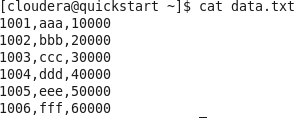 [cloudera@quickstart ~]$ cat data.txt
1001,aaa,10000
1002,bbb,20000
1003,ccc,30000
1004,ddd,40000
1005,eee,50000
1006,fff,60000